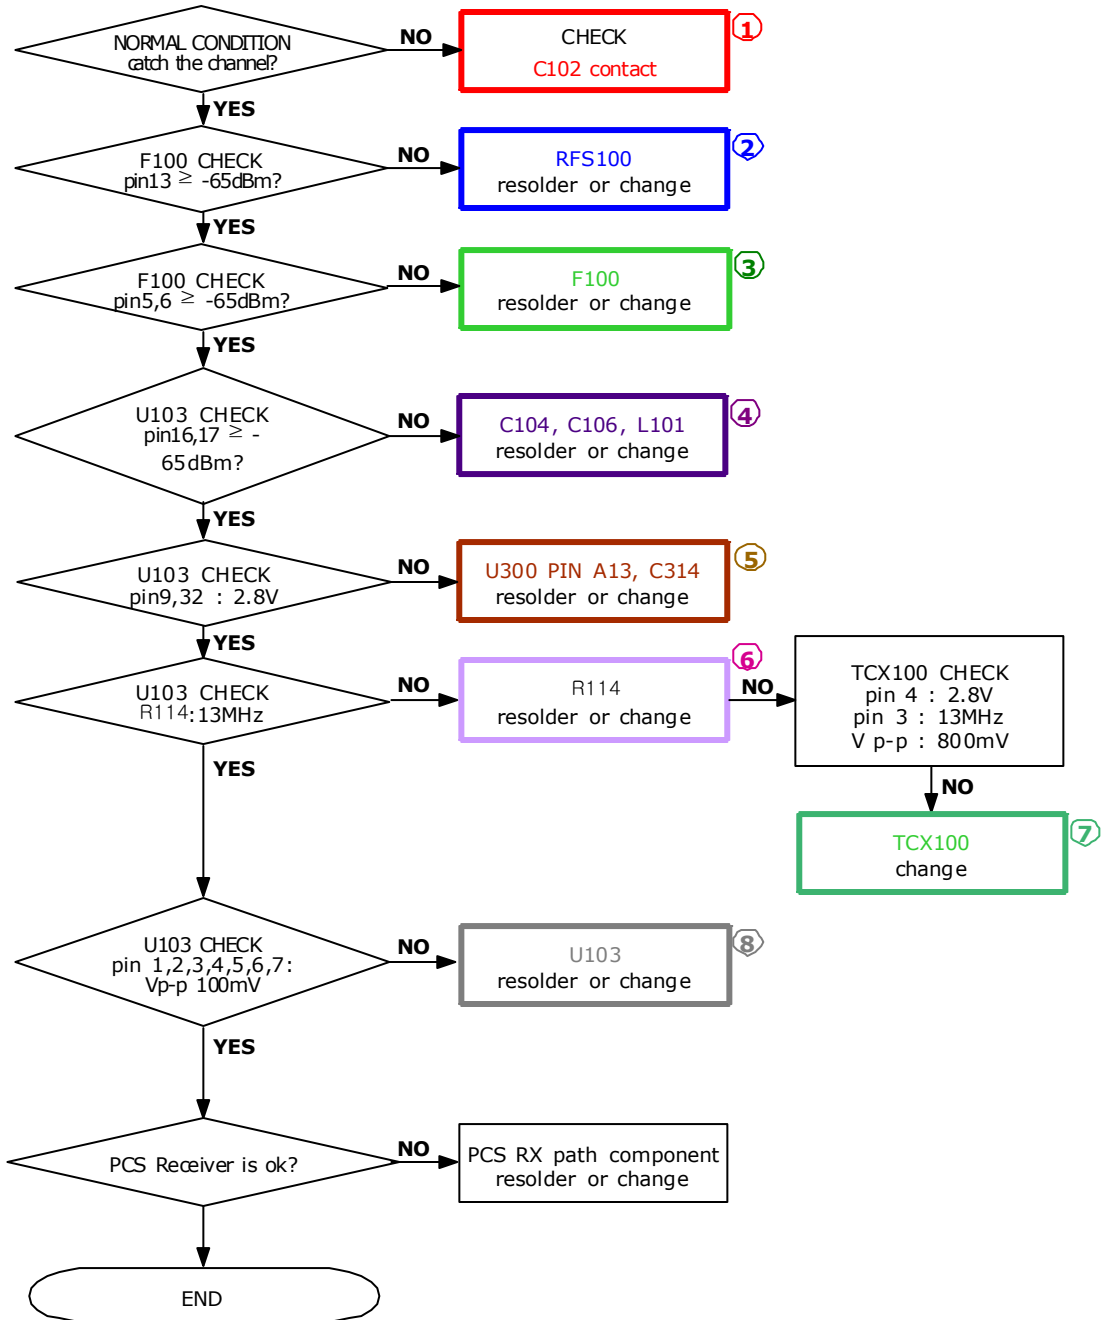 NORMAL CONDITION
catch the channel?
NO
CHECK
C102 contact
1
YES
F100 CHECK
pin13 ≥ -65dBm?
NO
RFS100
resolder or change
2
YES
F100 CHECK
pin5,6 ≥ -65dBm?
NO
F100
resolder or change
3
YES
U103 CHECK
pin16,17 ≥ -
65dBm?
NO
C104, C106, L101
resolder or change
4
YES
U103 CHECK
pin9,32 : 2.8V
NO
U300 PIN A13, C314
resolder or change
5
YES
U103 CHECK
R114:13MHz
NO
R114
resolder or change
6
NO
TCX100 CHECK
pin 4 : 2.8V
pin 3 : 13MHz
V p-p : 800mV
NO
TCX100
change
7
YES
U103 CHECK
pin 1,2,3,4,5,6,7:
Vp-p 100mV
NO
U103
resolder or change
8
YES
PCS Receiver is ok?
NO
PCS RX path component
resolder or change
END